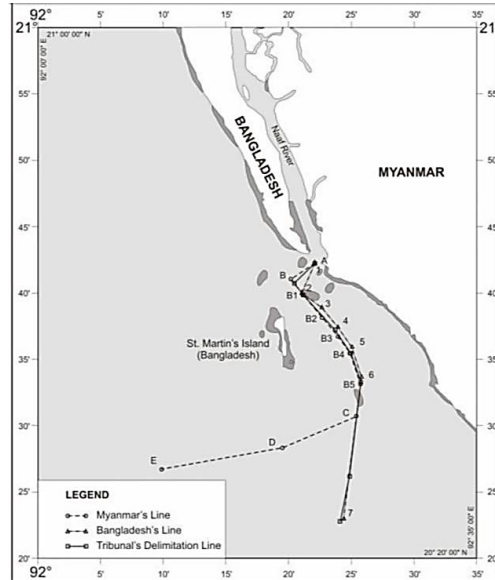 92°
5'
10'
15'
20'
25'
30'
35'
21°
21° 00' 00" N
92° 00' 00" E
21°
55'
55'
50'
50'
45'
45'
40'
40'
35'
35'
30'
30'
25'
25'
20'
20° 20' 00" N
92° 35' 00" E
20'
92°
5'
10'
15'
20'
25'
30'
35'
BANGLADESH
Naaf River
MYANMAR
A
1
B
2
B1
3
B2
4
B3
5
B4
6
B5
C
D
E
7
St. Martin's Island
(Bangladesh)
LEGEND
Myanmar's Line
Bangladesh's Line
Tribunal's Delimitation Line